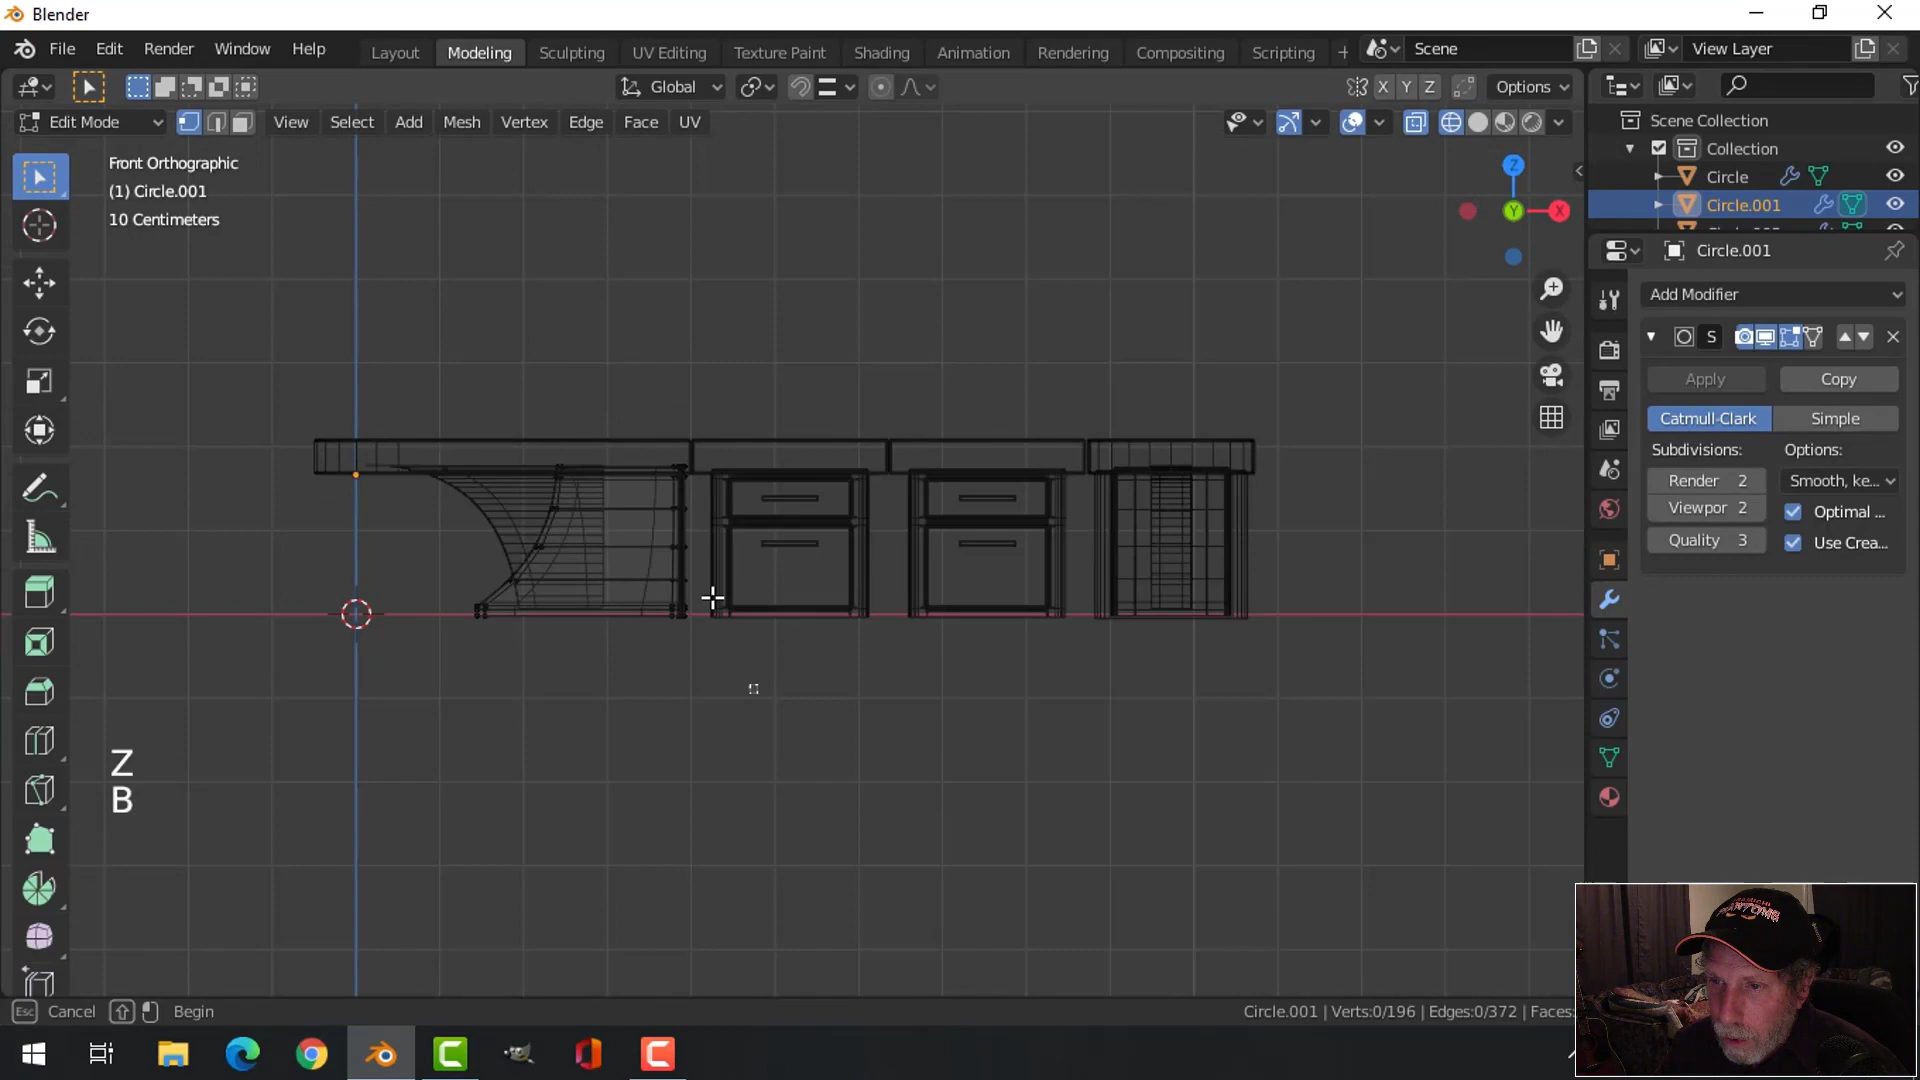 Blender
File Edit Render Window Help
Layout Modeling Sculpting UV Editing Texture Paint Shading Animation Rendering Compositing Scripting +
Scene
View Layer
Global
X Y Z Options
Edit Mode View Select Add Mesh Vertex Edge Face UV
Scene Collection
Collection
Circle
Circle.001
Front Orthographic
(1) Circle.001
10 Centimeters
Z
Y
X
Circle.001
Add Modifier
S
Apply Copy
Catmull-Clark Simple
Subdivisions: Options:
Render 2 Smooth, ke...
Viewpor 2 Optimal ...
Quality 3 Use Crea...
Z
B
Esc Cancel Begin
Circle.001 | Verts:0/196 | Edges:0/372 | Faces: